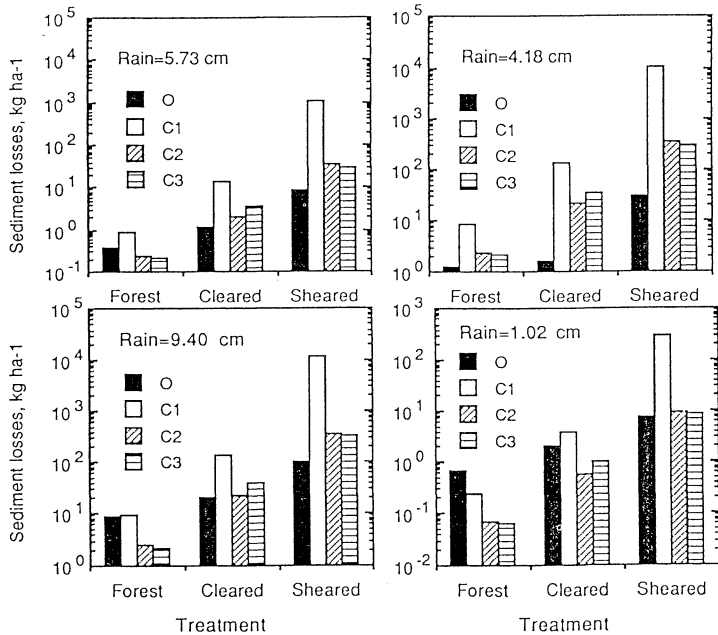 Sediment losses, kg ha-1
10^5
10^4
10^3
10^2
10^1
10^0
10^-1
Rain=5.73 cm
O
C1
C2
C3
Forest Cleared Sheared
10^5
10^4
10^3
10^2
10^1
10^0
Rain=4.18 cm
O
C1
C2
C3
Forest Cleared Sheared
Sediment losses, kg ha-1
10^5
10^4
10^3
10^2
10^1
10^0
Rain=9.40 cm
O
C1
C2
C3
Forest Cleared Sheared
Treatment
10^3
10^2
10^1
10^0
10^-1
10^-2
Rain=1.02 cm
O
C1
C2
C3
Forest Cleared Sheared
Treatment